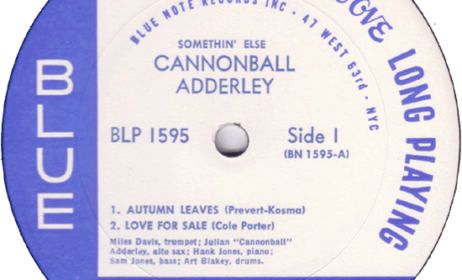 BLUE NOTE RECORDS INC • 47 WEST 63rd • NYC
LONG PLAYING
BLUE
SOMETHIN' ELSE
CANNONBALL
ADDERLEY
BLP 1595
Side 1
(BN 1595-A)
1. AUTUMN LEAVES (Prevert-Kosma)
2. LOVE FOR SALE (Cole Porter)
Miles Davis, trumpet; Julian "Cannonball"
Adderley, alto sax; Hank Jones, piano;
Sam Jones, bass; Art Blakey, drums.